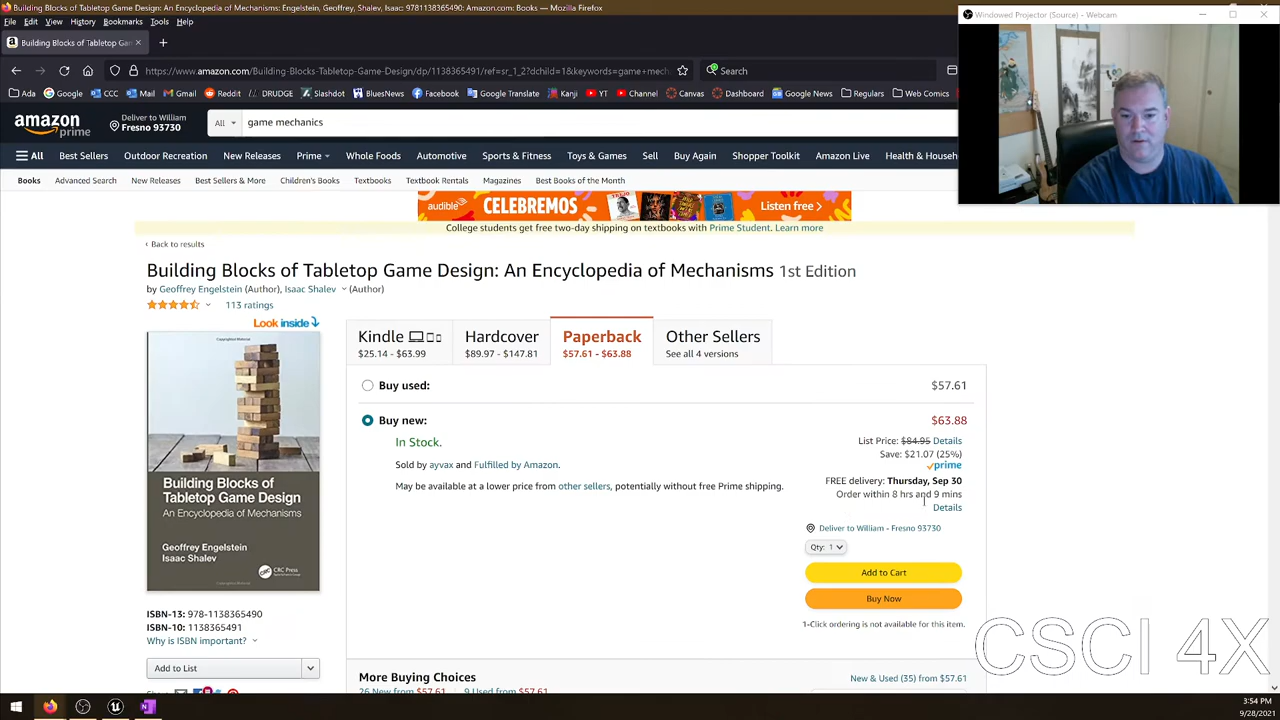 Building Blocks of Tabletop Game Design: An Encyclopedia of Mechanisms
File Edit View History Bookmarks Tools Help
Windowed Projector (Source) - Webcam
https://www.amazon.com/Building-Blocks-Tabletop-Game-Design/dp/1138365491/ref=sr_1_2?dchild=1&keywords=game+mech
Search
Ada Google CCC Mail Gmail Reddit DRUDGE Slashdot BluesNews Facebook Google Translate Kanji YT Channel Canvas Dashboard Google News Regulars Web Comics
amazon prime
Deliver to William
Fresno 93730
All
game mechanics
All Best Sellers Outdoor Recreation New Releases Prime Whole Foods Automotive Sports & Fitness Toys & Games Sell Buy Again Shopper Toolkit Amazon Live Health & Househ
Books Advanced Search New Releases Best Sellers & More Children's Books Textbooks Textbook Rentals Magazines Best Books of the Month
audible CELEBREMOS Listen free >
College students get free two-day shipping on textbooks with Prime Student. Learn more
‹ Back to results
Building Blocks of Tabletop Game Design: An Encyclopedia of Mechanisms 1st Edition
by Geoffrey Engelstein (Author), Isaac Shalev (Author)
113 ratings
Look inside
Kindle
$25.14 - $63.99
Hardcover
$89.97 - $147.81
Paperback
$57.61 - $63.88
Other Sellers
See all 4 versions
Buy used: $57.61
Buy new: $63.88
In Stock.
List Price: $84.95 Details
Save: $21.07 (25%)
Sold by ayvax and Fulfilled by Amazon.
prime
FREE delivery: Thursday, Sep 30
May be available at a lower price from other sellers, potentially without free Prime shipping.
Order within 8 hrs and 9 mins
Details
Deliver to William - Fresno 93730
Qty: 1
Add to Cart
Buy Now
1-Click ordering is not available for this item.
Building Blocks of
Tabletop Game Design
An Encyclopedia of Mechanisms
Geoffrey Engelstein
Isaac Shalev
CRC Press
ISBN-13: 978-1138365490
ISBN-10: 1138365491
Why is ISBN important?
Add to List
More Buying Choices
New & Used (35) from $57.61
26 New from $57.61
9 Used from $57.61
CSCI 4X
3:54 PM
9/28/2021